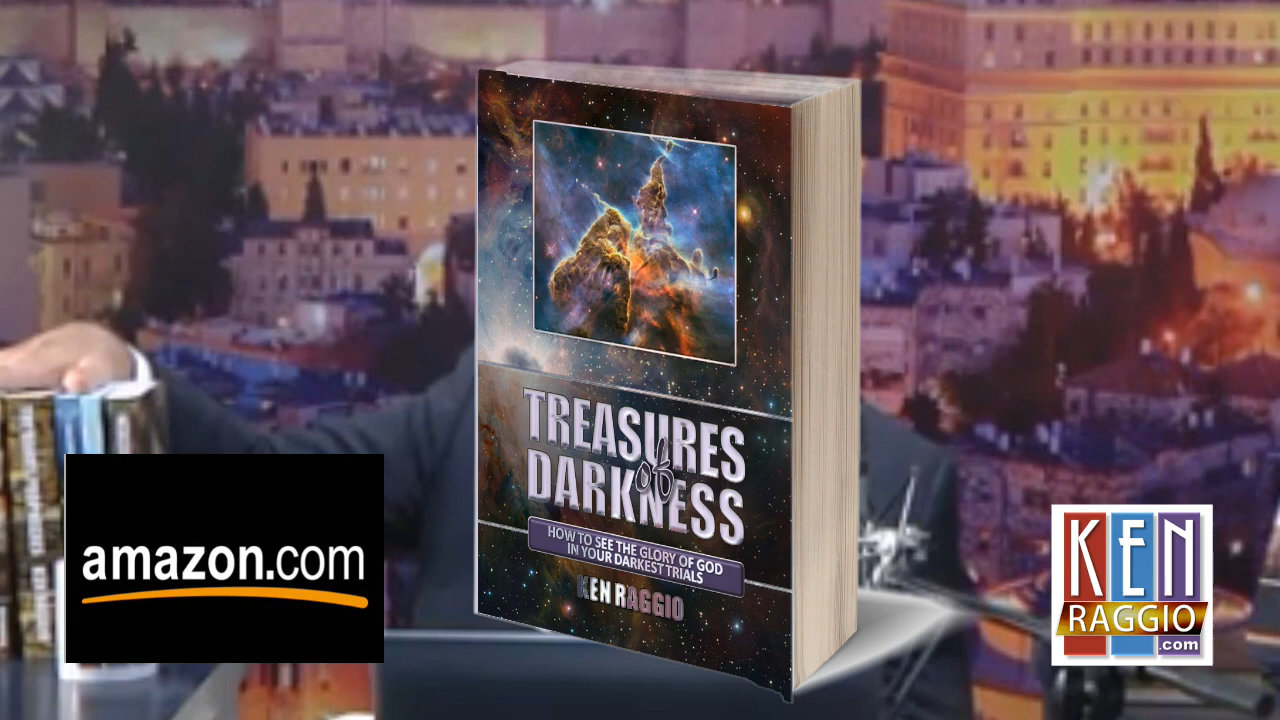 TREASURES
of
DARKNESS
HOW TO SEE THE GLORY OF GOD
IN YOUR DARKEST TRIALS
KEN RAGGIO
amazon.com
KEN
RAGGIO
.com